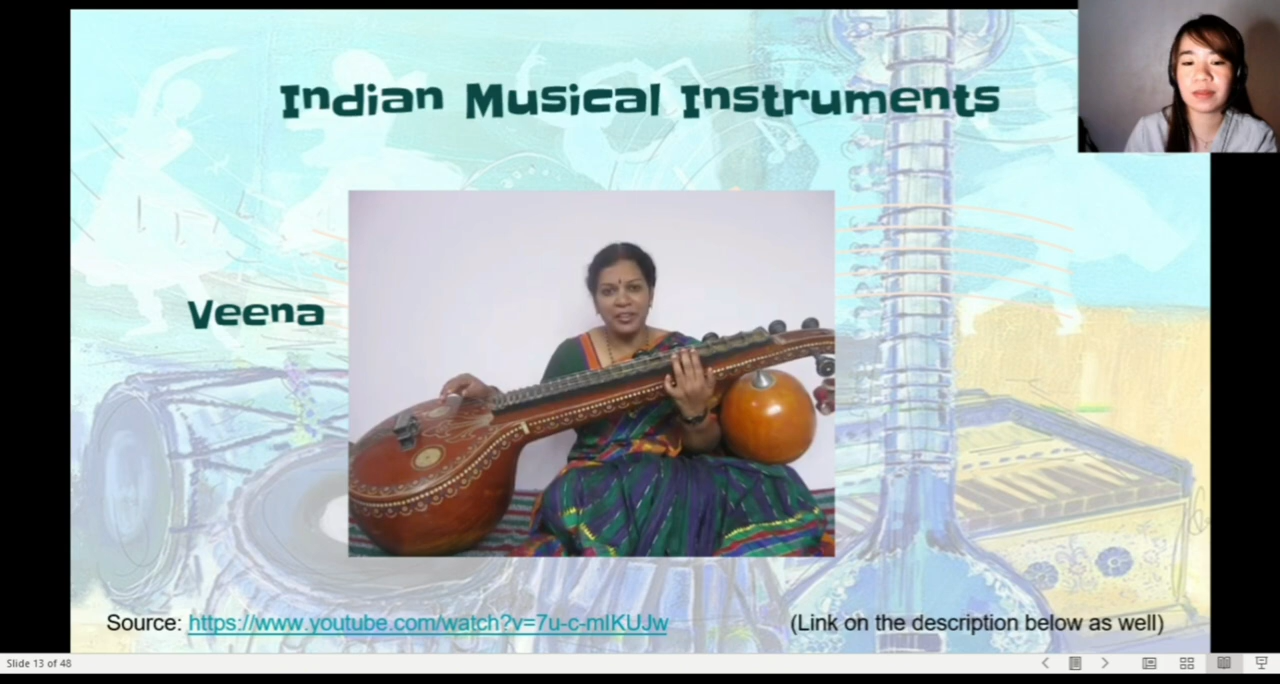 Indian Musical Instruments
Veena
Source: https://www.youtube.com/watch?v=7u-c-mlKUJw (Link on the description below as well)
Slide 13 of 48